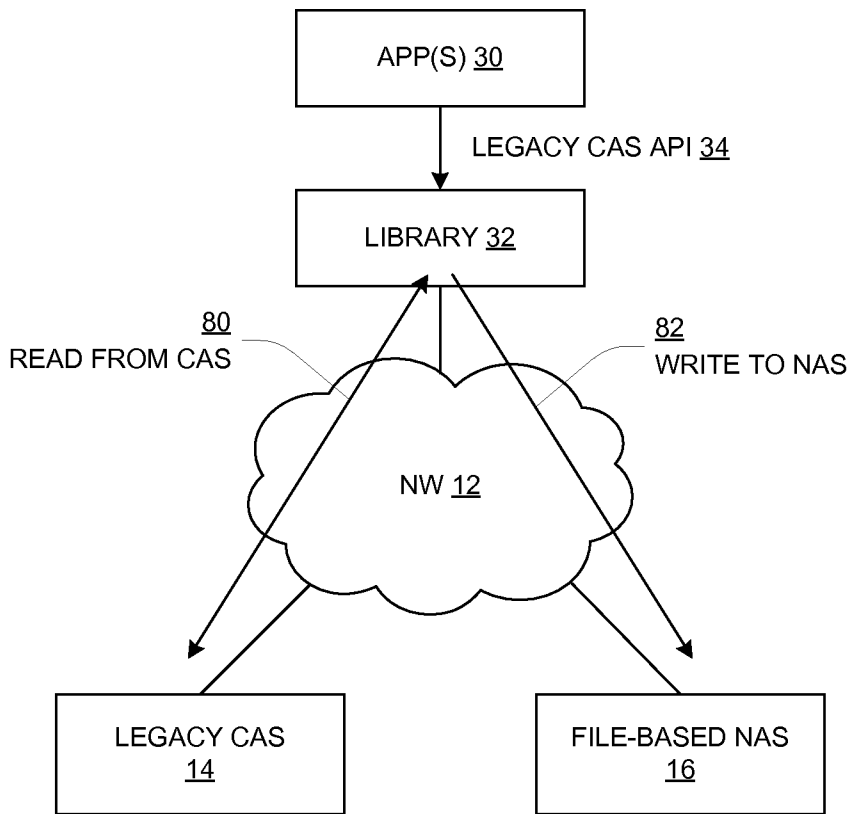 APP(S) 30
LEGACY CAS API 34
LIBRARY 32
80
READ FROM CAS
82
WRITE TO NAS
NW 12
LEGACY CAS
14
FILE-BASED NAS
16